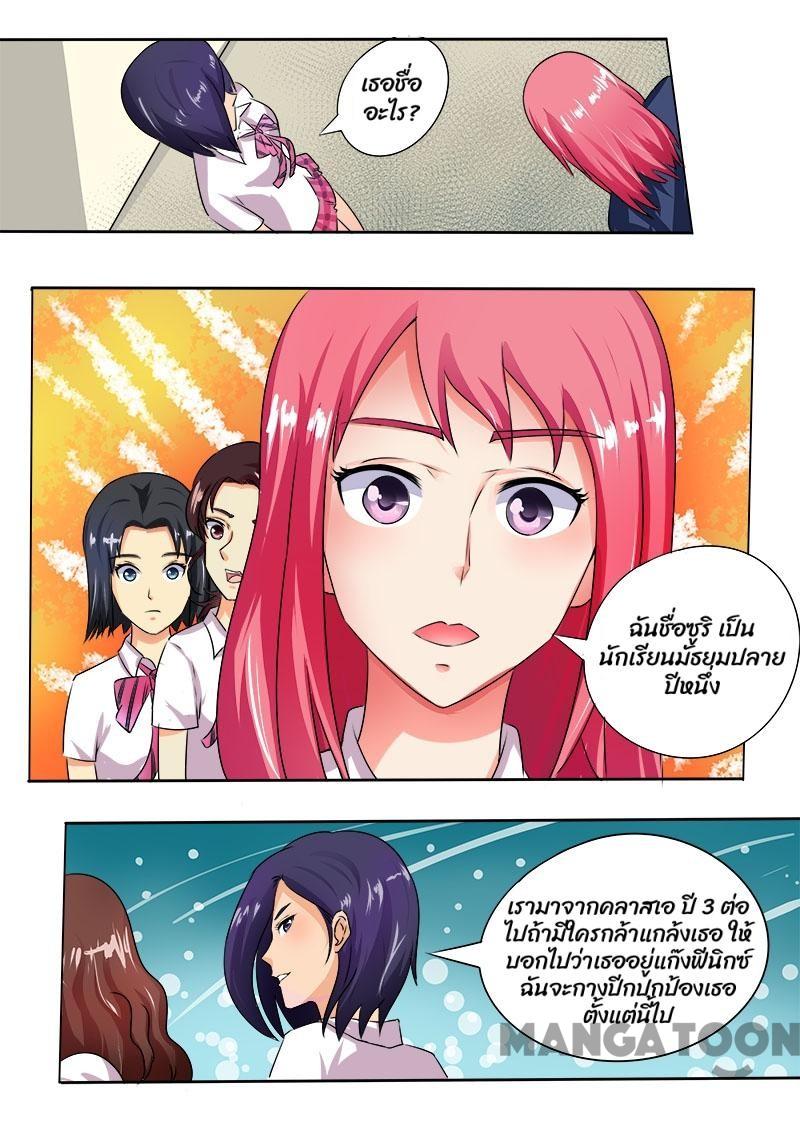 เธอชื่อ
อะไร?
ฉันชื่อซูริ เป็น
นักเรียนมัธยมปลาย
ปีหนึ่ง
เรามาจากคลาสเอ ปี 3 ต่อ
ไปถ้ามีใครกล้าแกล้งเธอ ให้
บอกไปว่าเธออยู่แก๊งฟีนิกซ์
ฉันจะกางปีกปกป้องเธอ
ตั้งแต่นี้ไป
MANGATOON